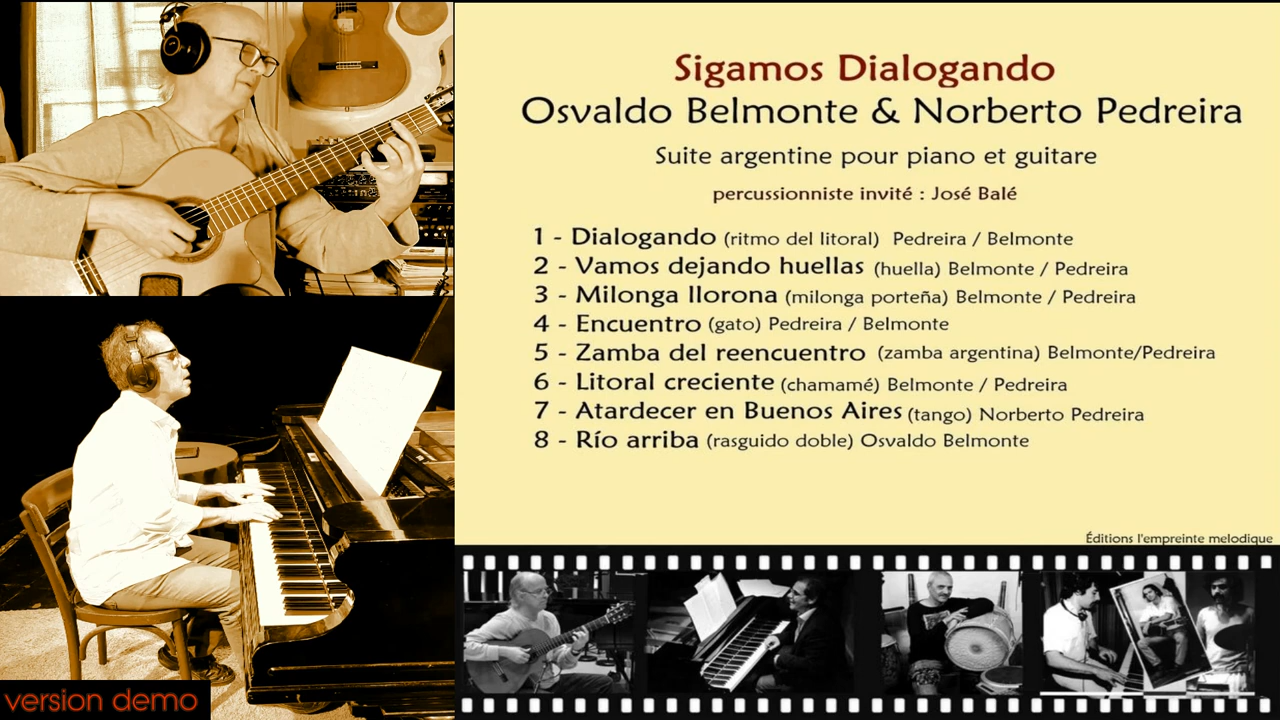 Sigamos Dialogando
Osvaldo Belmonte & Norberto Pedreira
Suite argentine pour piano et guitare
percussionniste invité : José Balé
1 - Dialogando (ritmo del litoral) Pedreira / Belmonte
2 - Vamos dejando huellas (huella) Belmonte / Pedreira
3 - Milonga llorona (milonga porteña) Belmonte / Pedreira
4 - Encuentro (gato) Pedreira / Belmonte
5 - Zamba del reencuentro (zamba argentina) Belmonte/Pedreira
6 - Litoral creciente (chamamé) Belmonte / Pedreira
7 - Atardecer en Buenos Aires (tango) Norberto Pedreira
8 - Río arriba (rasguido doble) Osvaldo Belmonte
Éditions l'empreinte melodique
version demo